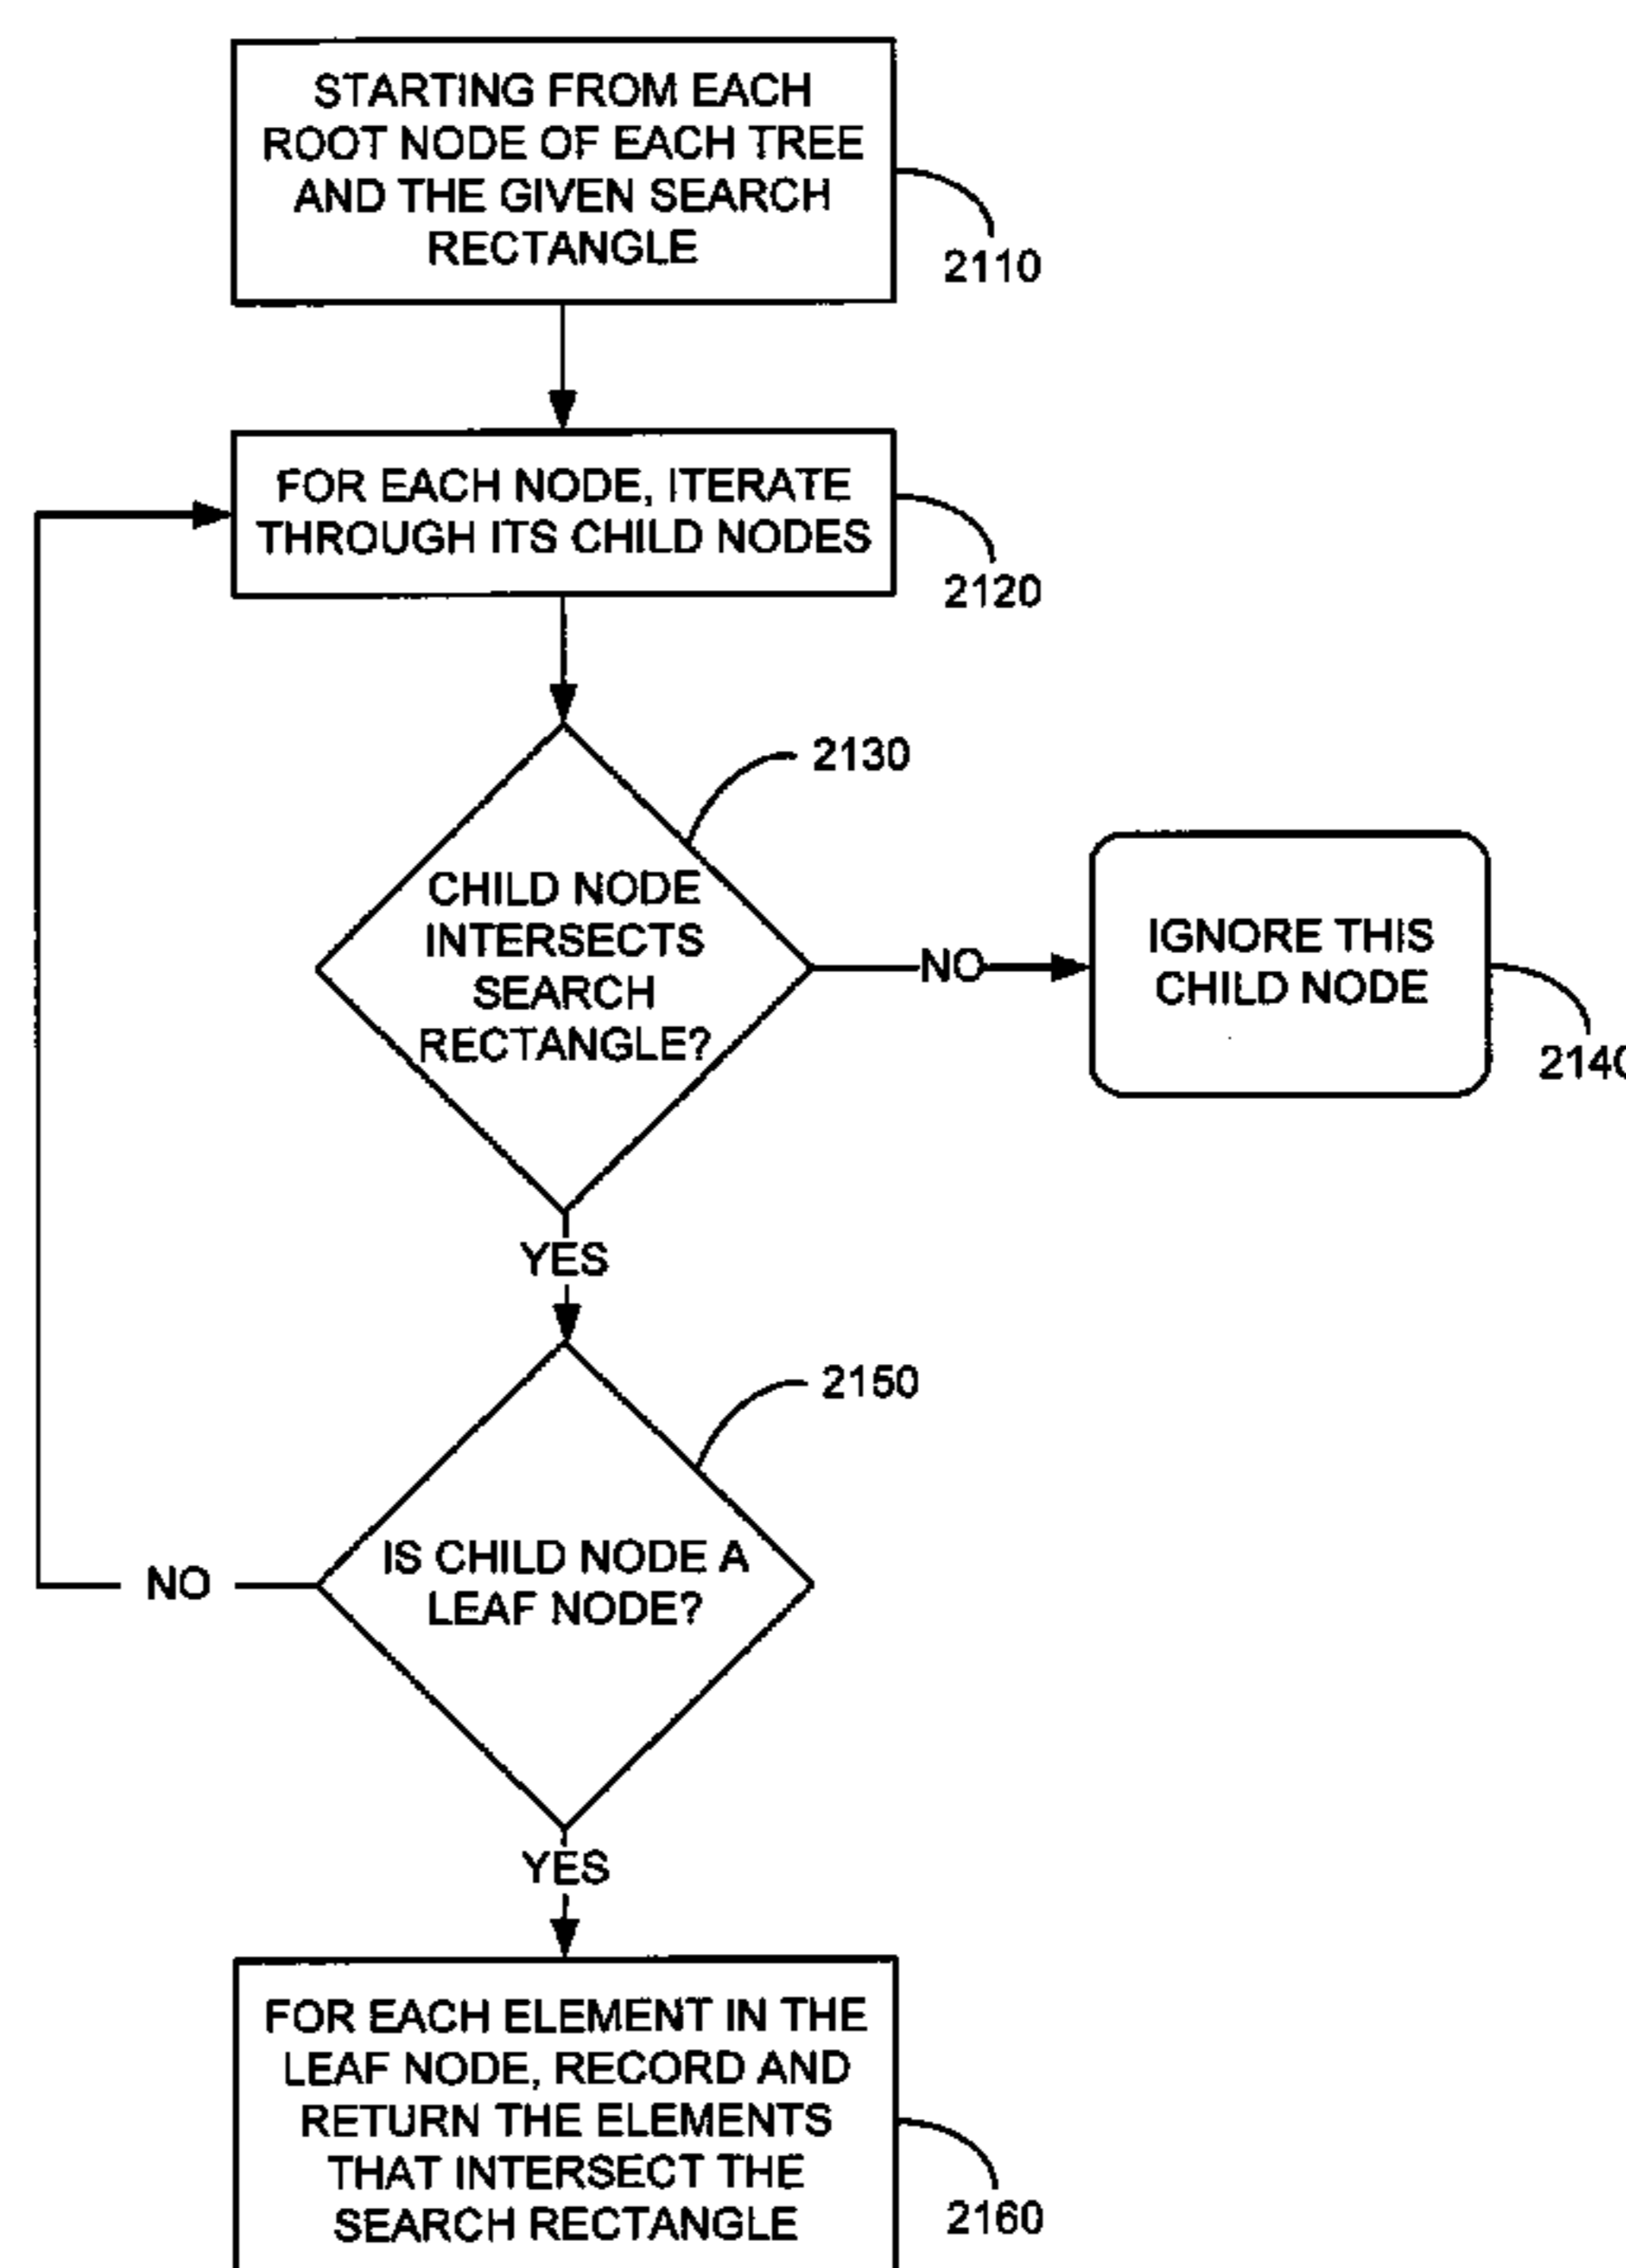 STARTING FROM EACH
ROOT NODE OF EACH TREE
AND THE GIVEN SEARCH
RECTANGLE
2110
FOR EACH NODE, ITERATE
THROUGH ITS CHILD NODES
2120
2130
CHILD NODE
INTERSECTS
SEARCH
RECTANGLE?
NO
IGNORE THIS
CHILD NODE
2140
YES
2150
IS CHILD NODE A
LEAF NODE?
NO
YES
FOR EACH ELEMENT IN THE
LEAF NODE, RECORD AND
RETURN THE ELEMENTS
THAT INTERSECT THE
SEARCH RECTANGLE
2160